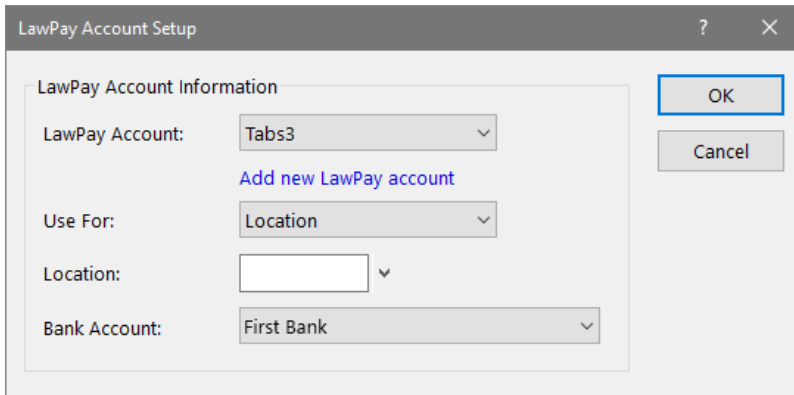 LawPay Account Setup ?
LawPay Account Information
OK
LawPay Account: Tabs3
Cancel
Add new LawPay account
Use For: Location
Location:
Bank Account: First Bank